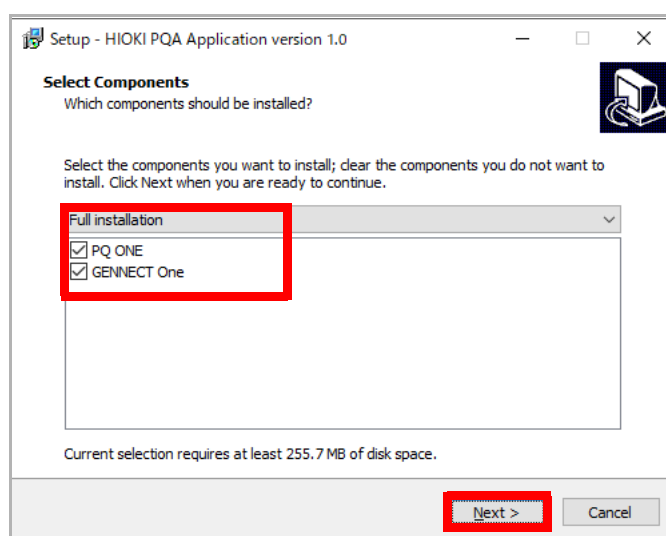 Setup - HIOKI PQA Application version 1.0
Select Components
Which components should be installed?
Select the components you want to install; clear the components you do not want to
install. Click Next when you are ready to continue.
Full installation
PQ ONE
GENNECT One
Current selection requires at least 255.7 MB of disk space.
Next >
Cancel